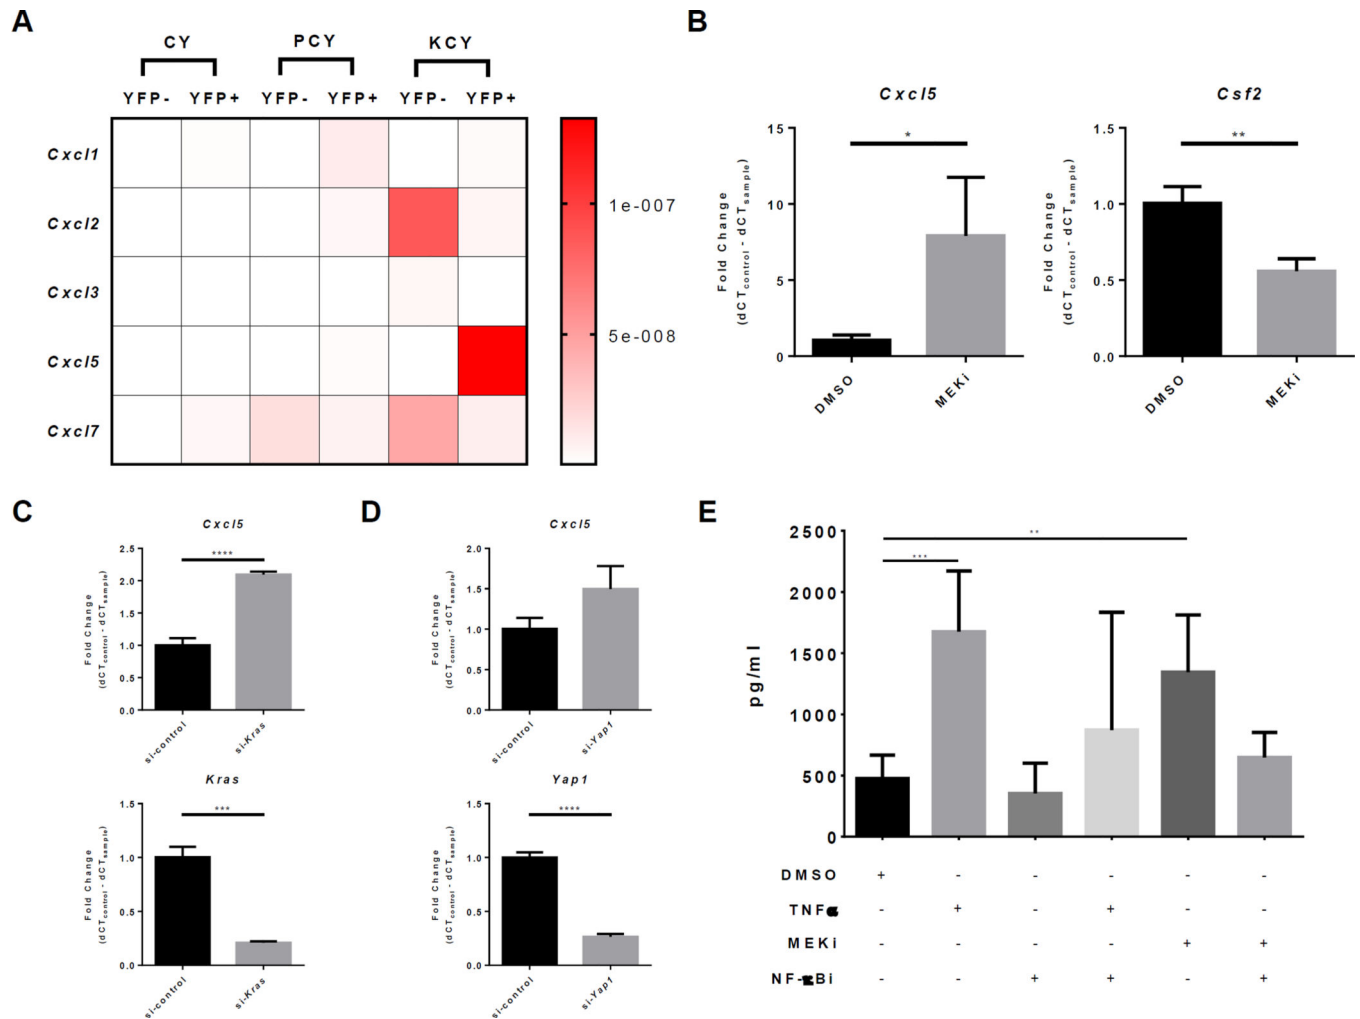 A
CY PCY KCY
YFP- YFP+ YFP- YFP+ YFP- YFP+
Cxcl1
Cxcl2
Cxcl3
Cxcl5
Cxcl7
1e-007
5e-008
B
Cxcl5
Fold Change
(dCTcontrol - dCTsample)
15
10
5
0
*
DMSO MEKi
Csf2
Fold Change
(dCTcontrol - dCTsample)
1.5
1.0
0.5
0.0
**
DMSO MEKi
C
Cxcl5
Fold Change
(dCTcontrol - dCTsample)
2.5
2.0
1.5
1.0
0.5
0.0
****
si-control si-Kras
Kras
Fold Change
(dCTcontrol - dCTsample)
1.5
1.0
0.5
0.0
***
si-control si-Kras
D
Cxcl5
Fold Change
(dCTcontrol - dCTsample)
2.0
1.5
1.0
0.5
0.0
si-control si-Yap1
Yap1
Fold Change
(dCTcontrol - dCTsample)
1.5
1.0
0.5
0.0
****
si-control si-Yap1
E
pg/ml
2500
2000
1500
1000
500
0
**
***
DMSO + - - - - -
TNFα - + - + - -
MEKi - - - - + +
NF-κBi - - + + - +